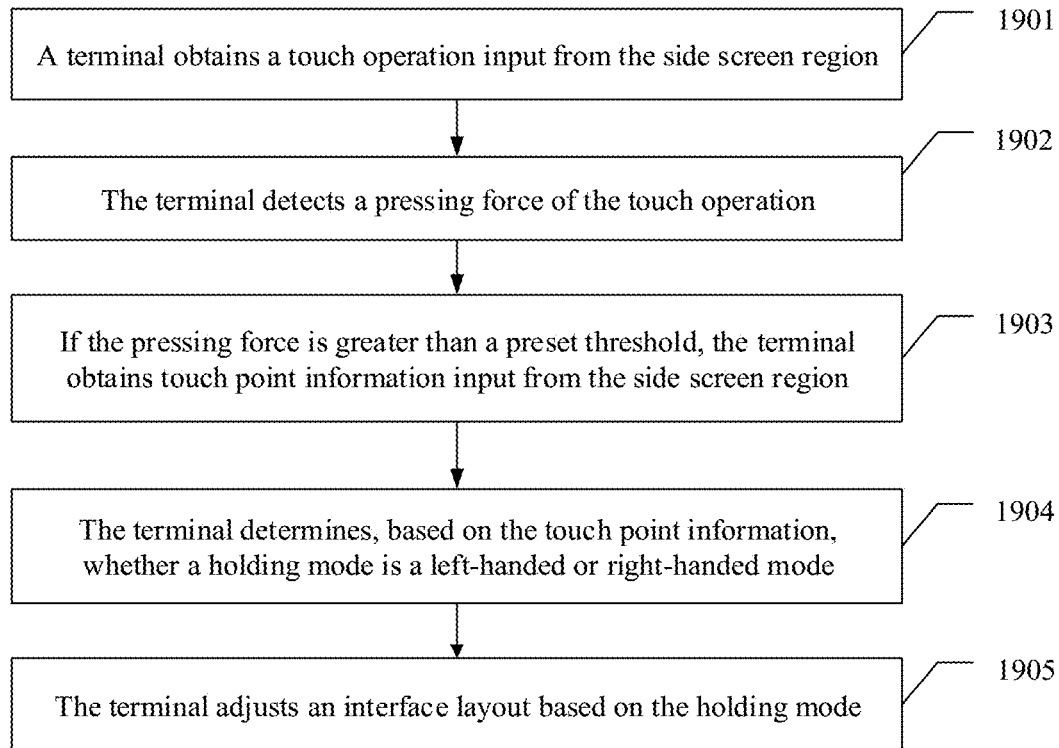 1901
A terminal obtains a touch operation input from the side screen region
1902
The terminal detects a pressing force of the touch operation
1903
If the pressing force is greater than a preset threshold, the terminal
obtains touch point information input from the side screen region
1904
The terminal determines, based on the touch point information,
whether a holding mode is a left-handed or right-handed mode
1905
The terminal adjusts an interface layout based on the holding mode